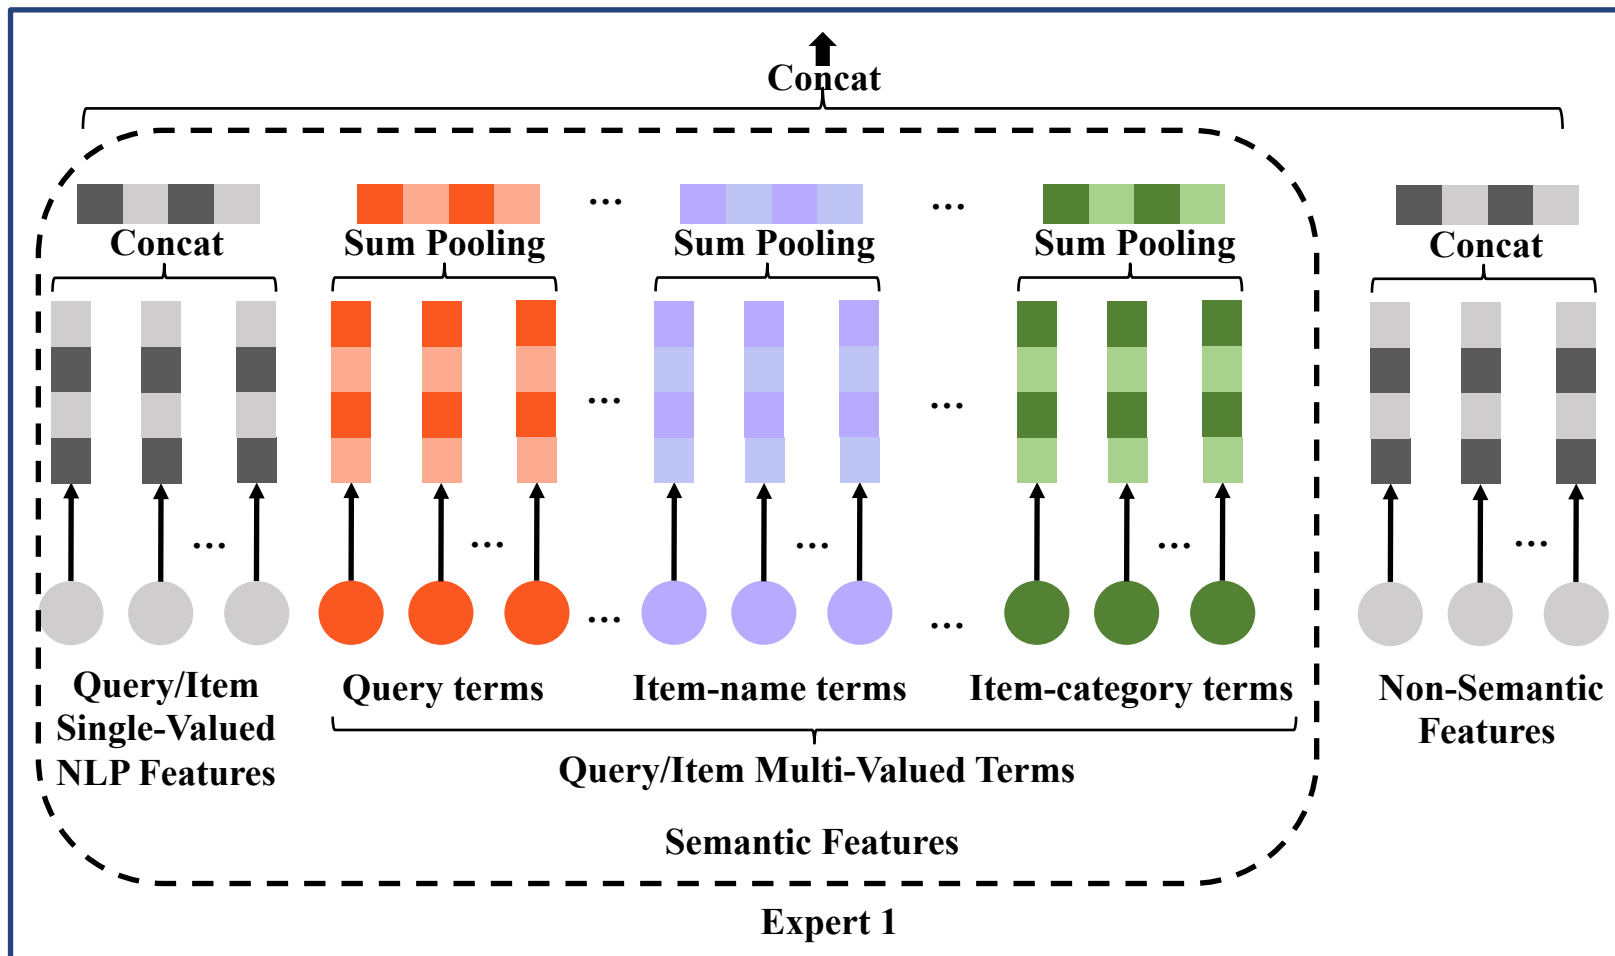 Concat
...
...
Concat
Sum Pooling
Sum Pooling
Sum Pooling
Concat
...
...
...
...
...
...
...
...
...
Query/Item
Single-Valued
NLP Features
Query terms
Item-name terms
Item-category terms
Query/Item Multi-Valued Terms
Non-Semantic
Features
Semantic Features
Expert 1